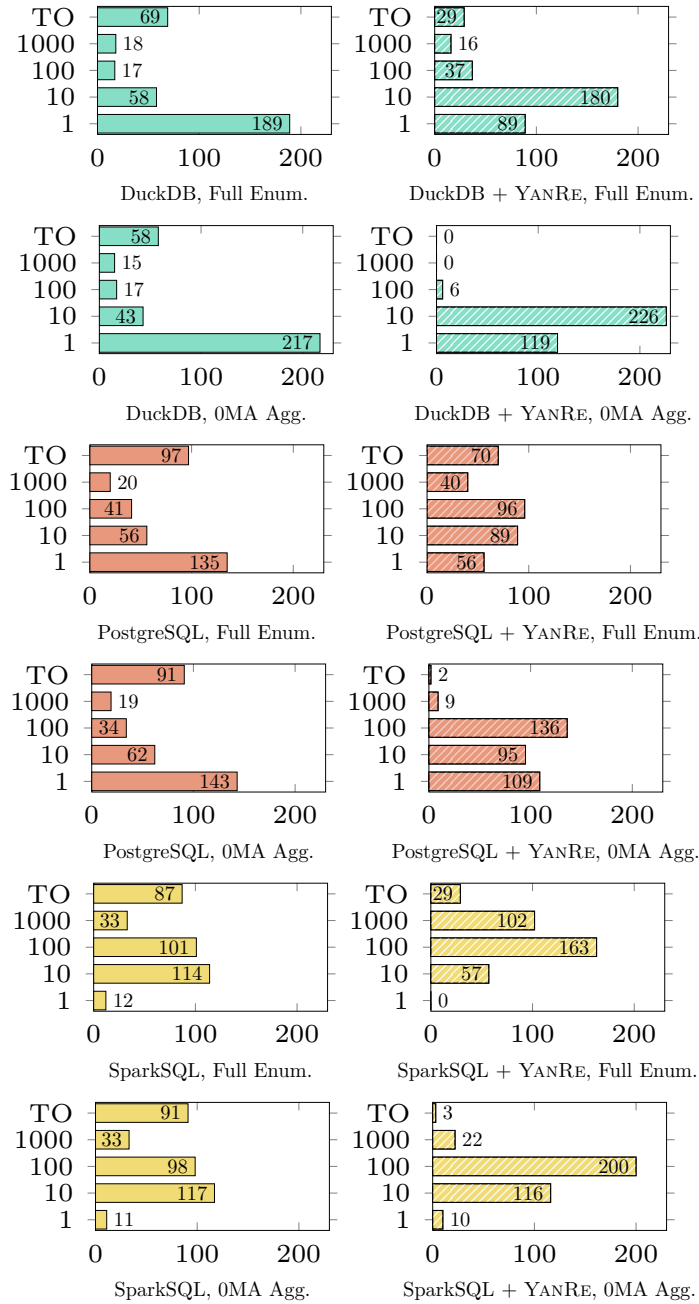 TO 69
1000 18
100 17
10 58
1 189
0 100 200
DuckDB, Full Enum.
TO 29
1000 16
100 37
10 180
1 89
0 100 200
DuckDB + YANRE, Full Enum.
TO 58
1000 15
100 17
10 43
1 217
0 100 200
DuckDB, 0MA Agg.
TO 0
1000 0
100 6
10 226
1 119
0 100 200
DuckDB + YANRE, 0MA Agg.
TO 97
1000 20
100 41
10 56
1 135
0 100 200
PostgreSQL, Full Enum.
TO 70
1000 40
100 96
10 89
1 56
0 100 200
PostgreSQL + YANRE, Full Enum.
TO 91
1000 19
100 34
10 62
1 143
0 100 200
PostgreSQL, 0MA Agg.
TO 2
1000 9
100 136
10 95
1 109
0 100 200
PostgreSQL + YANRE, 0MA Agg.
TO 87
1000 33
100 101
10 114
1 12
0 100 200
SparkSQL, Full Enum.
TO 29
1000 102
100 163
10 57
1 0
0 100 200
SparkSQL + YANRE, Full Enum.
TO 91
1000 33
100 98
10 117
1 11
0 100 200
SparkSQL, 0MA Agg.
TO 3
1000 22
100 200
10 116
1 10
0 100 200
SparkSQL + YANRE, 0MA Agg.